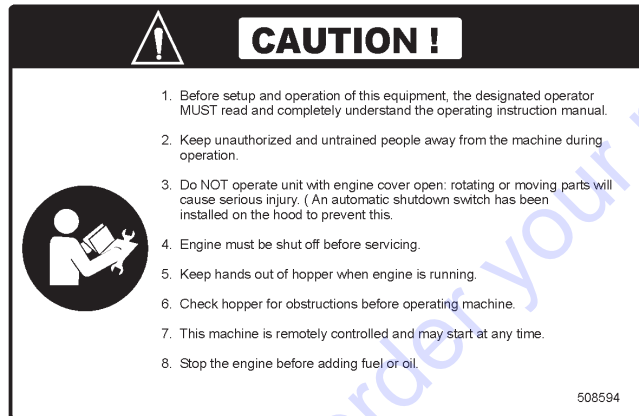 CAUTION !
1. Before setup and operation of this equipment, the designated operator
MUST read and completely understand the operating instruction manual.
2. Keep unauthorized and untrained people away from the machine during
operation.
3. Do NOT operate unit with engine cover open: rotating or moving parts will
cause serious injury. ( An automatic shutdown switch has been
installed on the hood to prevent this.
4. Engine must be shut off before servicing.
5. Keep hands out of hopper when engine is running.
6. Check hopper for obstructions before operating machine.
7. This machine is remotely controlled and may start at any time.
8. Stop the engine before adding fuel or oil.
508594
order your